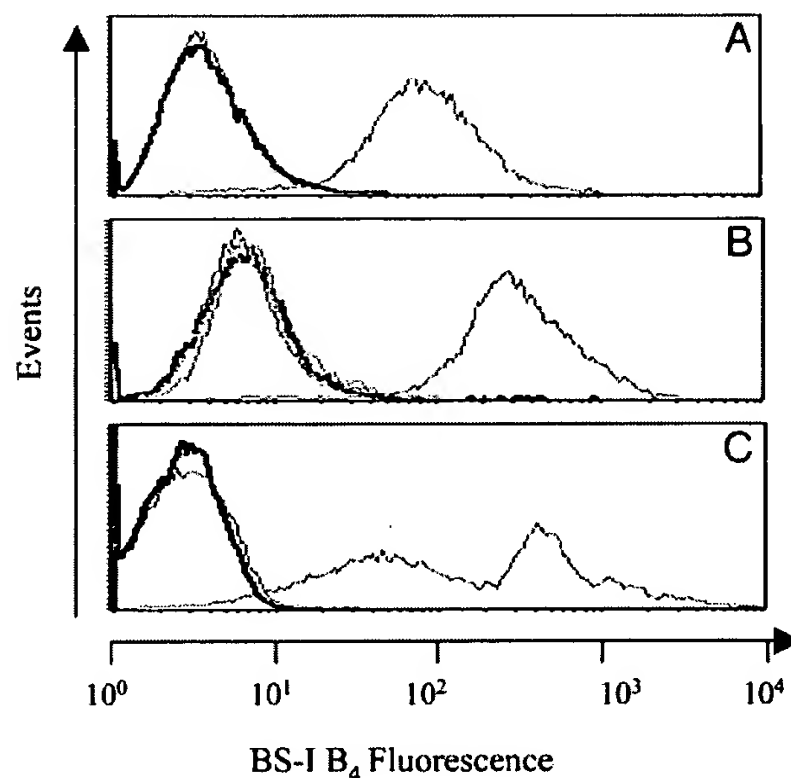 A
B
C
Events
10⁰ 10¹ 10² 10³ 10⁴
BS-I B₄ Fluorescence